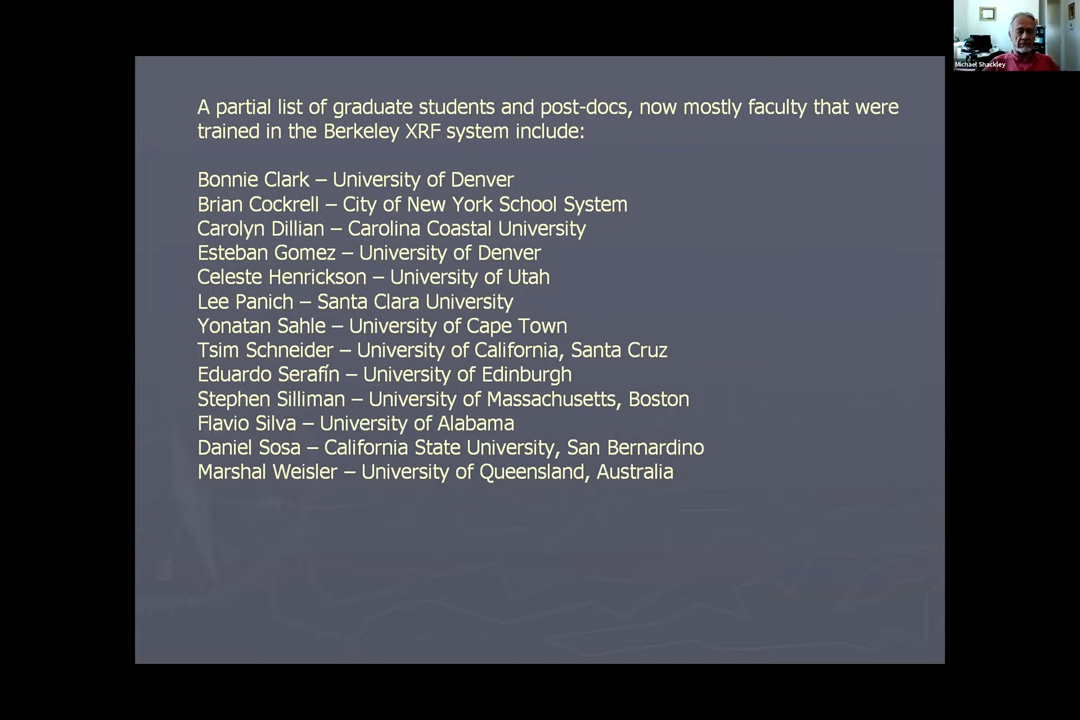 A partial list of graduate students and post-docs, now mostly faculty that were
trained in the Berkeley XRF system include:
Bonnie Clark – University of Denver
Brian Cockrell – City of New York School System
Carolyn Dillian – Carolina Coastal University
Esteban Gomez – University of Denver
Celeste Henrickson – University of Utah
Lee Panich – Santa Clara University
Yonatan Sahle – University of Cape Town
Tsim Schneider – University of California, Santa Cruz
Eduardo Serafín – University of Edinburgh
Stephen Silliman – University of Massachusetts, Boston
Flavio Silva – University of Alabama
Daniel Sosa – California State University, San Bernardino
Marshal Weisler – University of Queensland, Australia
Michael Shackley